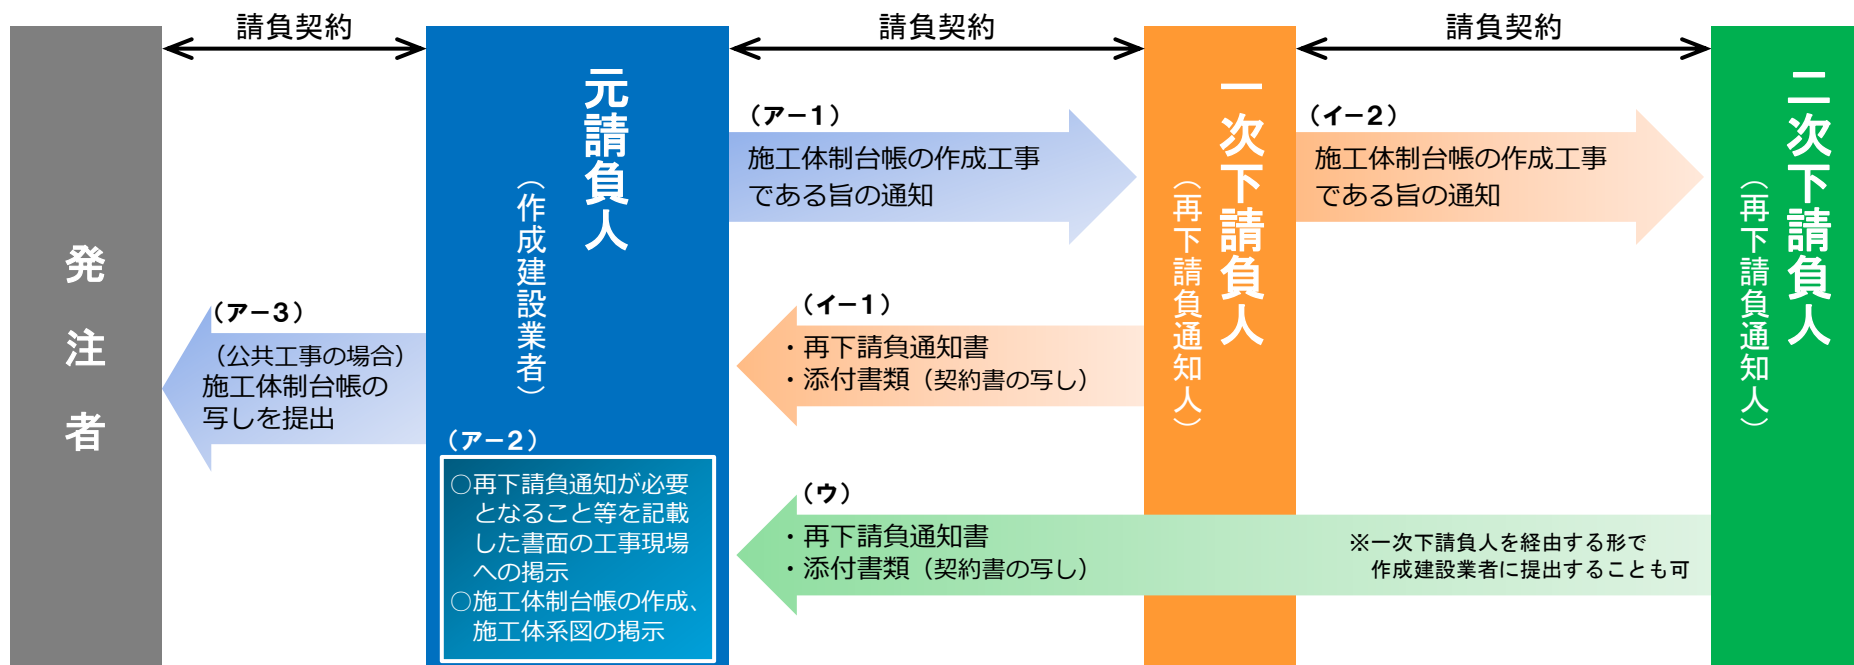 請負契約
請負契約
請負契約
発注者
元請負人
（作成建設業者）
一次下請負人
（再下請負通知人）
二次下請負人
（再下請負通知人）
（ア－１）
施工体制台帳の作成工事
である旨の通知
（イ－２）
施工体制台帳の作成工事
である旨の通知
（ア－３）
（公共工事の場合）
施工体制台帳の
写しを提出
（イ－１）
・再下請負通知書
・添付書類（契約書の写し）
（ア－２）
○再下請負通知が必要
となること等を記載
した書面の工事現場
への掲示
○施工体制台帳の作成、
施工体系図の掲示
（ウ）
・再下請負通知書
・添付書類（契約書の写し）
※一次下請負人を経由する形で
作成建設業者に提出することも可